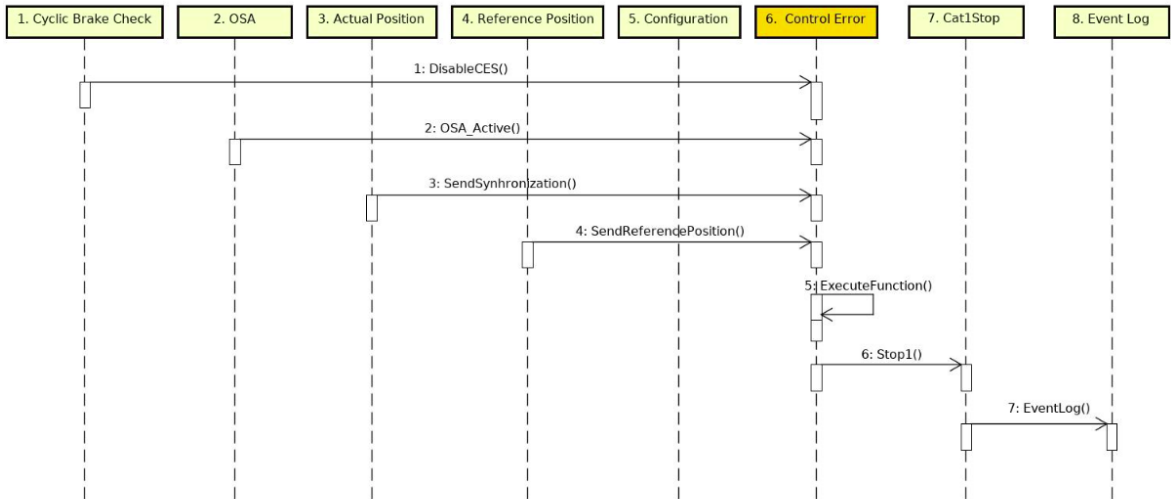 1. Cyclic Brake Check
2. OSA
3. Actual Position
4. Reference Position
5. Configuration
6. Control Error
7. Cat1Stop
8. Event Log
1: DisableCES()
2: OSA_Active()
3: SendSynhronization()
4: SendReferencePosition()
5: ExecuteFunction()
6: Stop1()
7: EventLog()